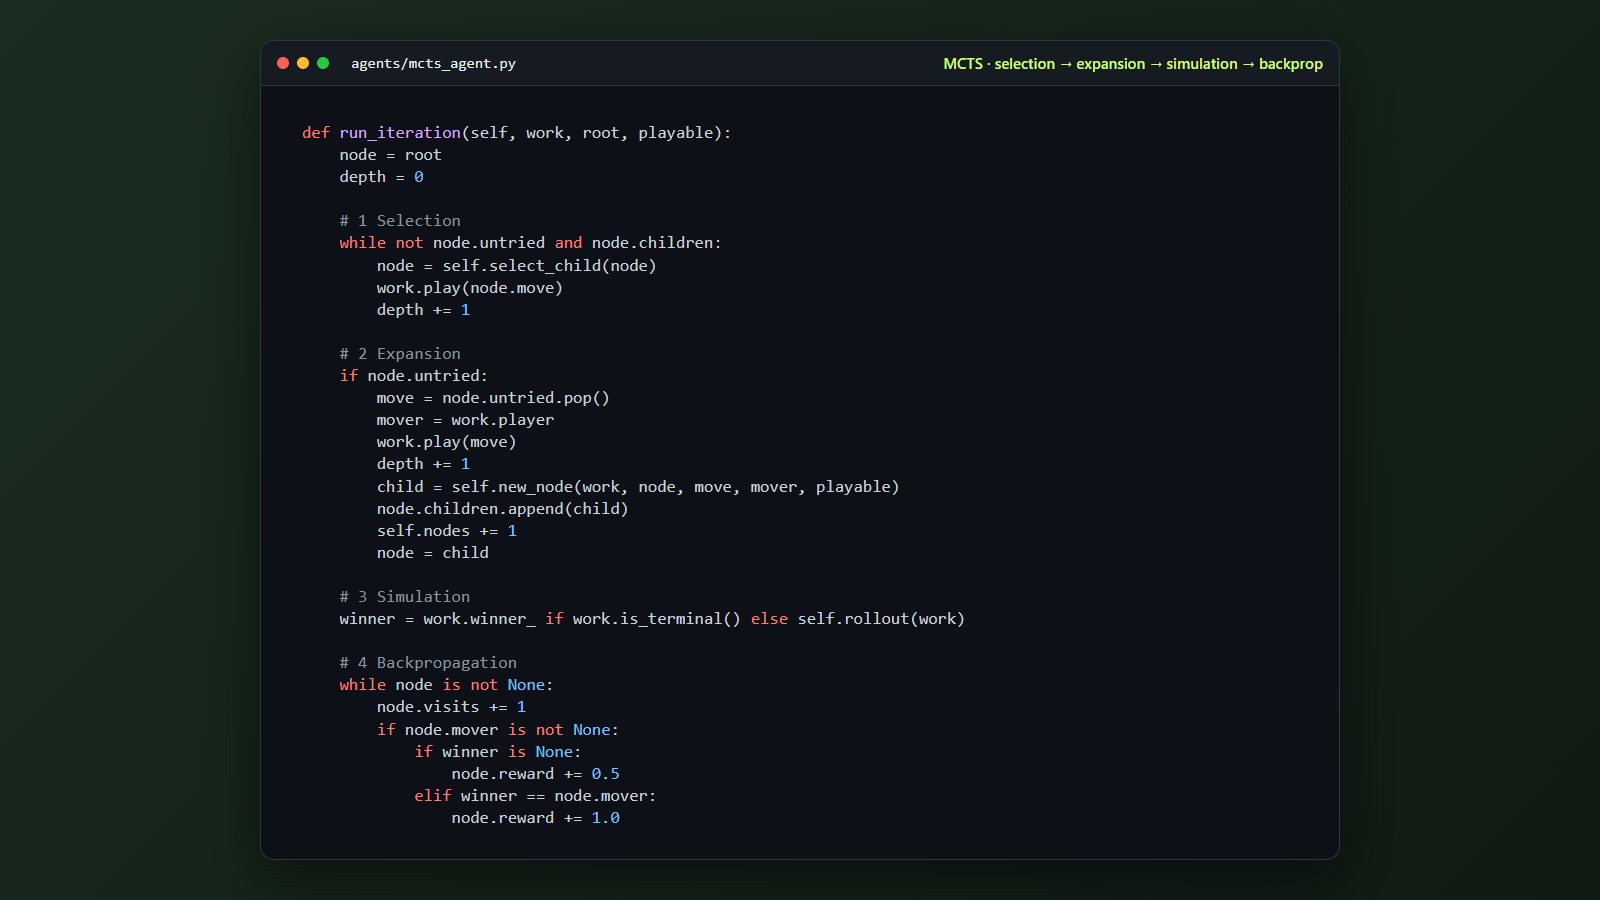 agents/mcts_agent.py
MCTS · selection → expansion → simulation → backprop
def run_iteration(self, work, root, playable):
    node = root
    depth = 0

    # 1 Selection
    while not node.untried and node.children:
        node = self.select_child(node)
        work.play(node.move)
        depth += 1

    # 2 Expansion
    if node.untried:
        move = node.untried.pop()
        mover = work.player
        work.play(move)
        depth += 1
        child = self.new_node(work, node, move, mover, playable)
        node.children.append(child)
        self.nodes += 1
        node = child

    # 3 Simulation
    winner = work.winner_ if work.is_terminal() else self.rollout(work)

    # 4 Backpropagation
    while node is not None:
        node.visits += 1
        if node.mover is not None:
            if winner is None:
                node.reward += 0.5
            elif winner == node.mover:
                node.reward += 1.0